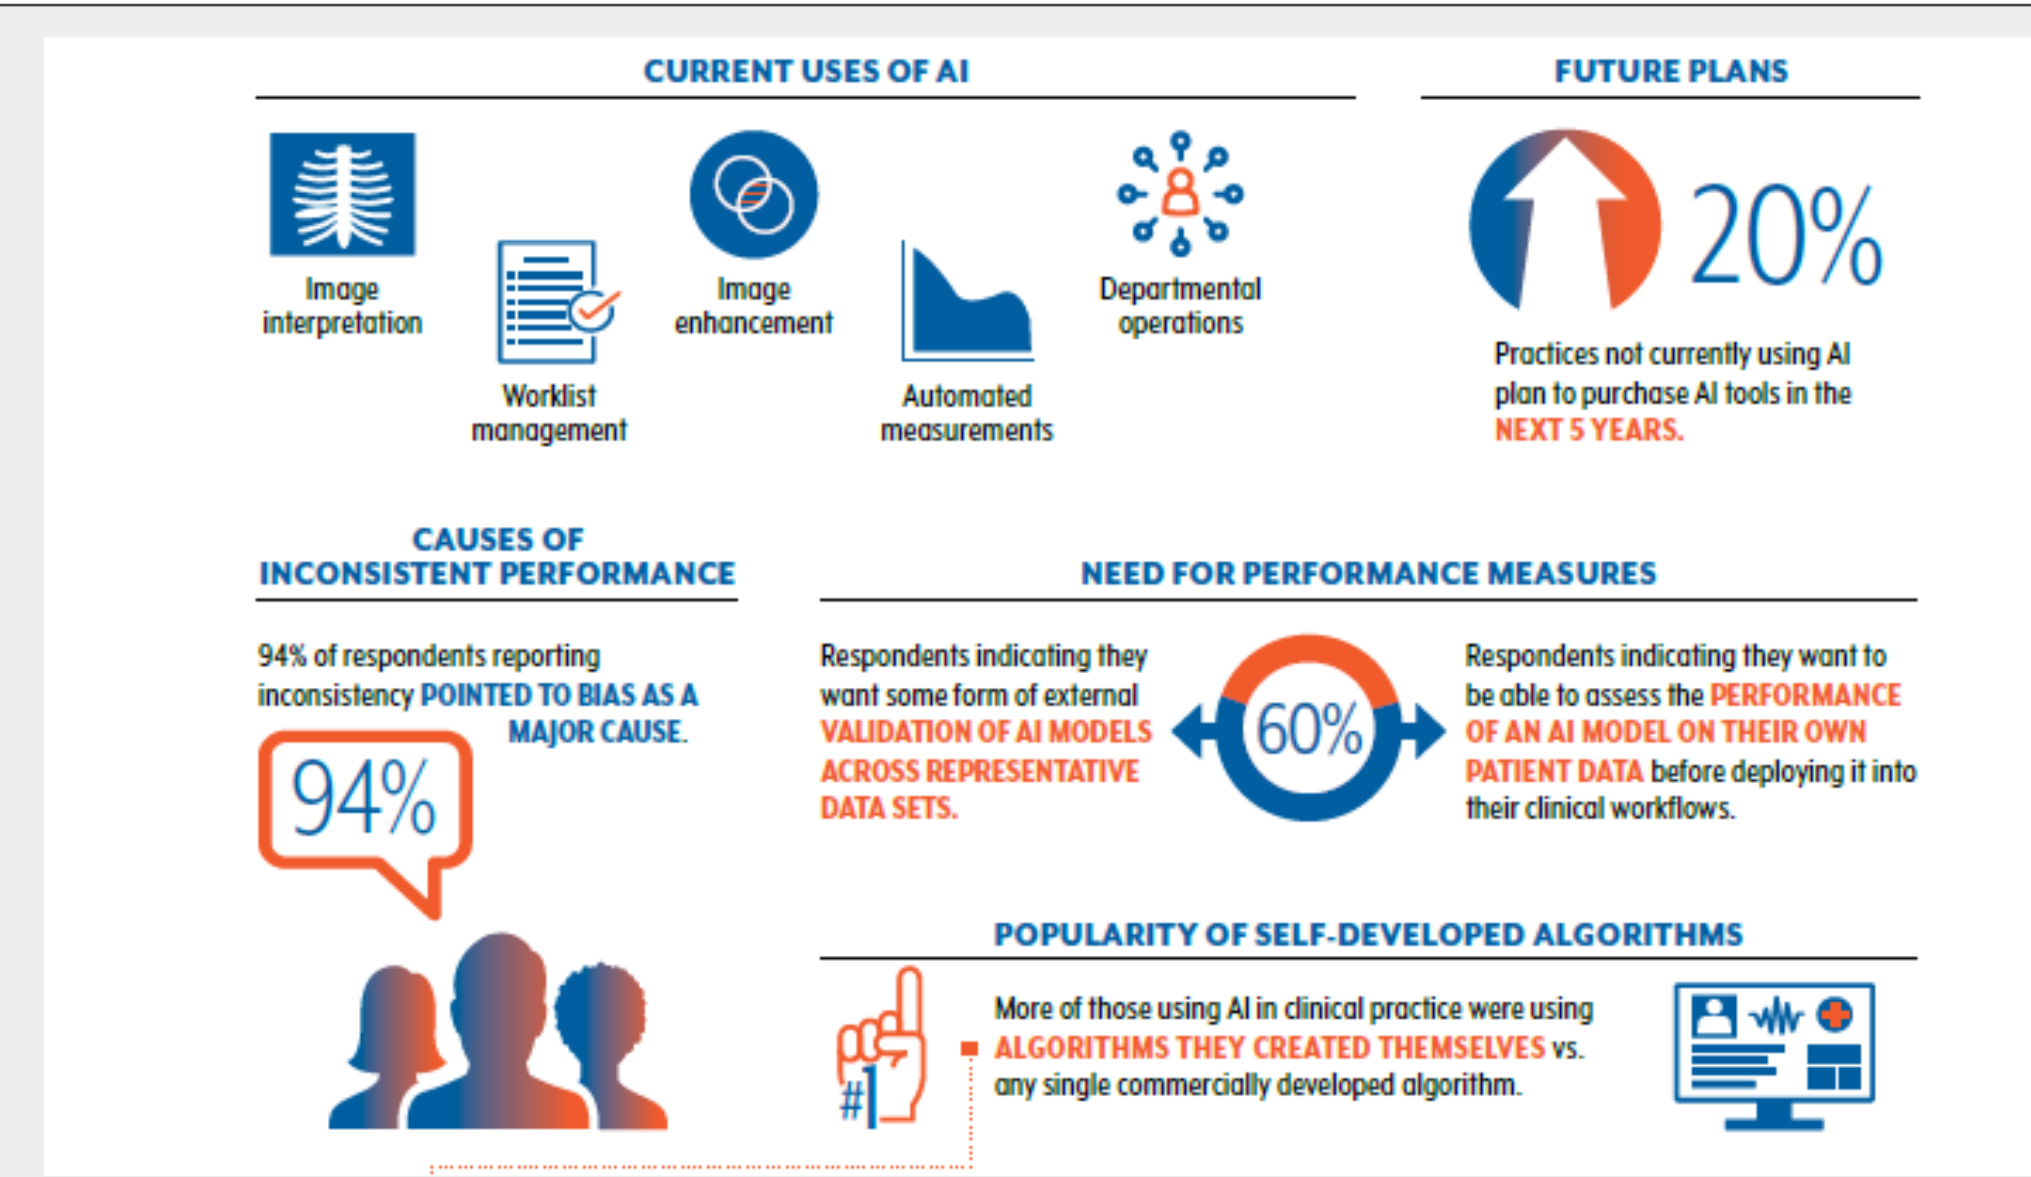 CURRENT USES OF AI
Image
interpretation
Worklist
management
Image
enhancement
Automated
measurements
Departmental
operations
FUTURE PLANS
20%
Practices not currently using AI
plan to purchase AI tools in the
NEXT 5 YEARS.
CAUSES OF
INCONSISTENT PERFORMANCE
94% of respondents reporting
inconsistency POINTED TO BIAS AS A
MAJOR CAUSE.
94%
NEED FOR PERFORMANCE MEASURES
Respondents indicating they
want some form of external
VALIDATION OF AI MODELS
ACROSS REPRESENTATIVE
DATA SETS.
60%
Respondents indicating they want to
be able to assess the PERFORMANCE
OF AN AI MODEL ON THEIR OWN
PATIENT DATA before deploying it into
their clinical workflows.
POPULARITY OF SELF-DEVELOPED ALGORITHMS
#1
More of those using AI in clinical practice were using
ALGORITHMS THEY CREATED THEMSELVES vs.
any single commercially developed algorithm.